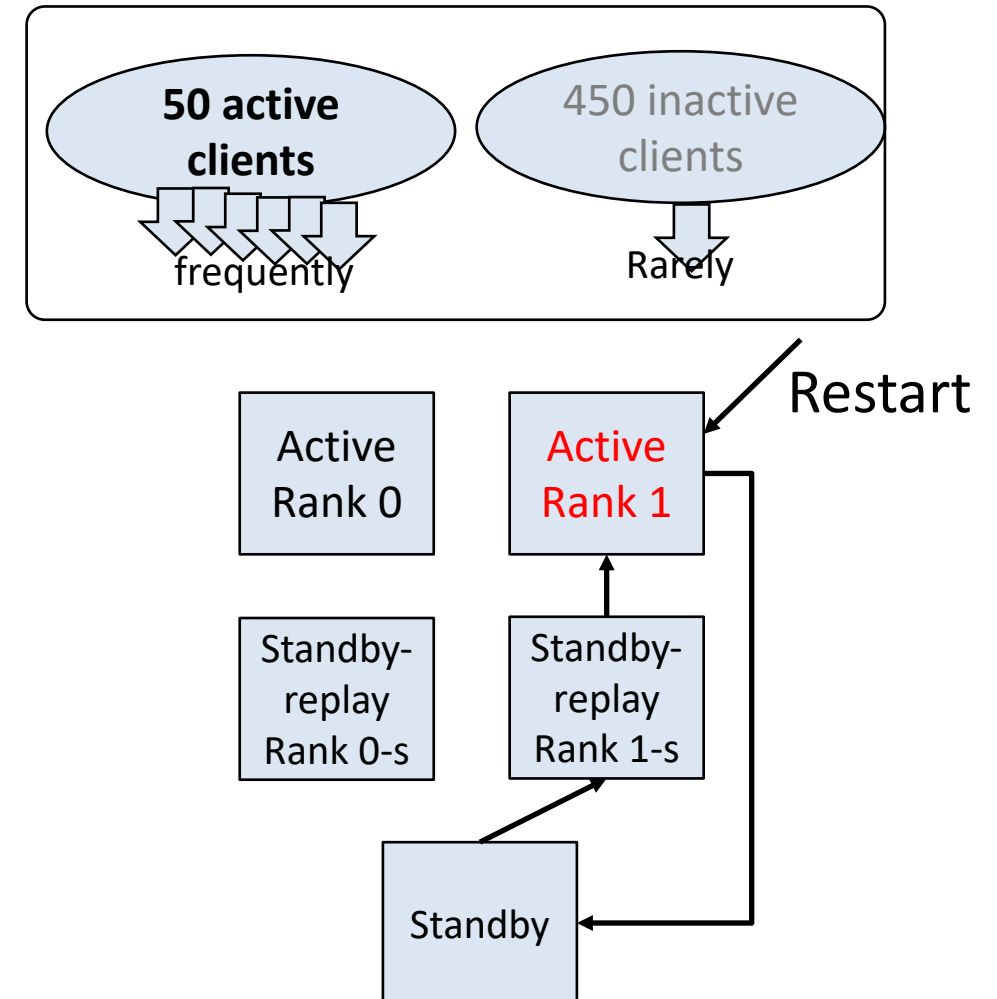 50 active
clients
450 inactive
clients
frequently
Rarely
Restart
Active
Rank 0
Active
Rank 1
Standby-
replay
Rank 0-s
Standby-
replay
Rank 1-s
Standby